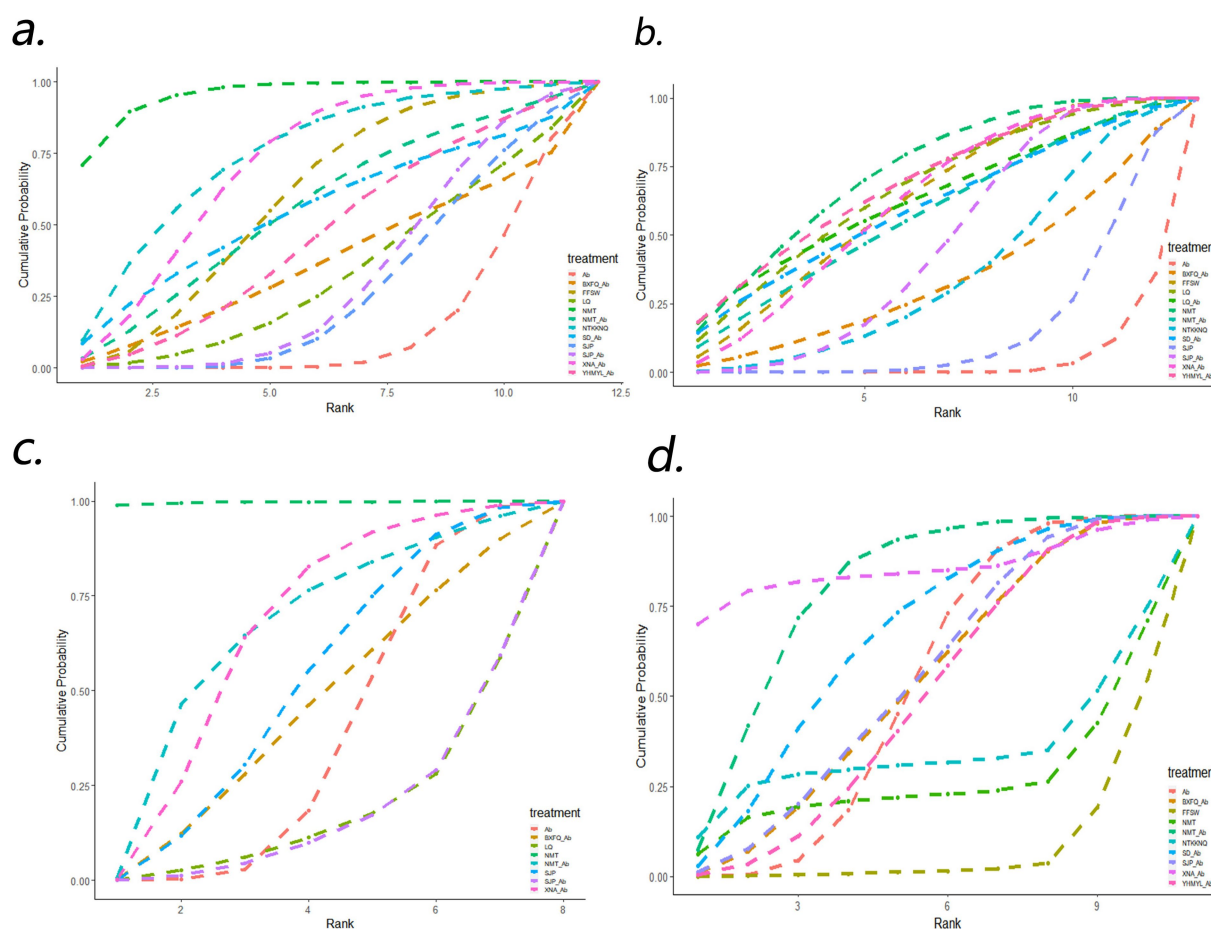 a.
1.00
0.75
0.50
0.25
0.00
Cumulative Probability
2.5 5.0 7.5 10.0 12.5
Rank
treatment
Ab
BXFQ_Ab
FFSW
LQ
NMT
NMT_Ab
NTKKNQ
SD_Ab
SJP
SJP_Ab
XNA_Ab
YHMYL_Ab
b.
1.00
0.75
0.50
0.25
0.00
Cumulative Probability
5 10
Rank
treatment
Ab
BXFQ_Ab
FFSW
LQ
LQ_Ab
NMT
NMT_Ab
NTKKNQ
SD_Ab
SJP
SJP_Ab
XNA_Ab
YHMYL_Ab
c.
1.00
0.75
0.50
0.25
0.00
Cumulative Probability
2 4 6 8
Rank
treatment
Ab
BXFQ_Ab
LQ
NMT
NMT_Ab
SJP
SJP_Ab
XNA_Ab
d.
1.00
0.75
0.50
0.25
0.00
Cumulative Probability
3 6 9
Rank
treatment
Ab
BXFQ_Ab
FFSW
NMT
NMT_Ab
NTKKNQ
SD_Ab
SJP_Ab
XNA_Ab
YHMYL_Ab